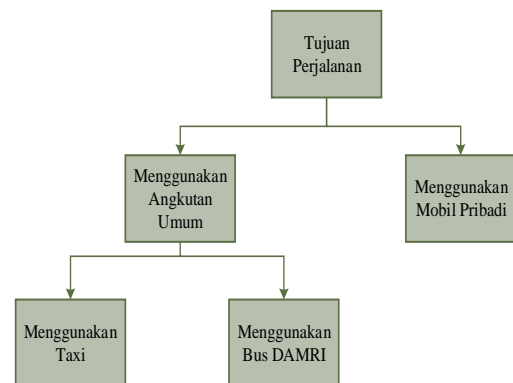 Tujuan
Perjalanan
Menggunakan
Angkutan
Umum
Menggunakan
Mobil Pribadi
Menggunakan
Taxi
Menggunakan
Bus DAMRI